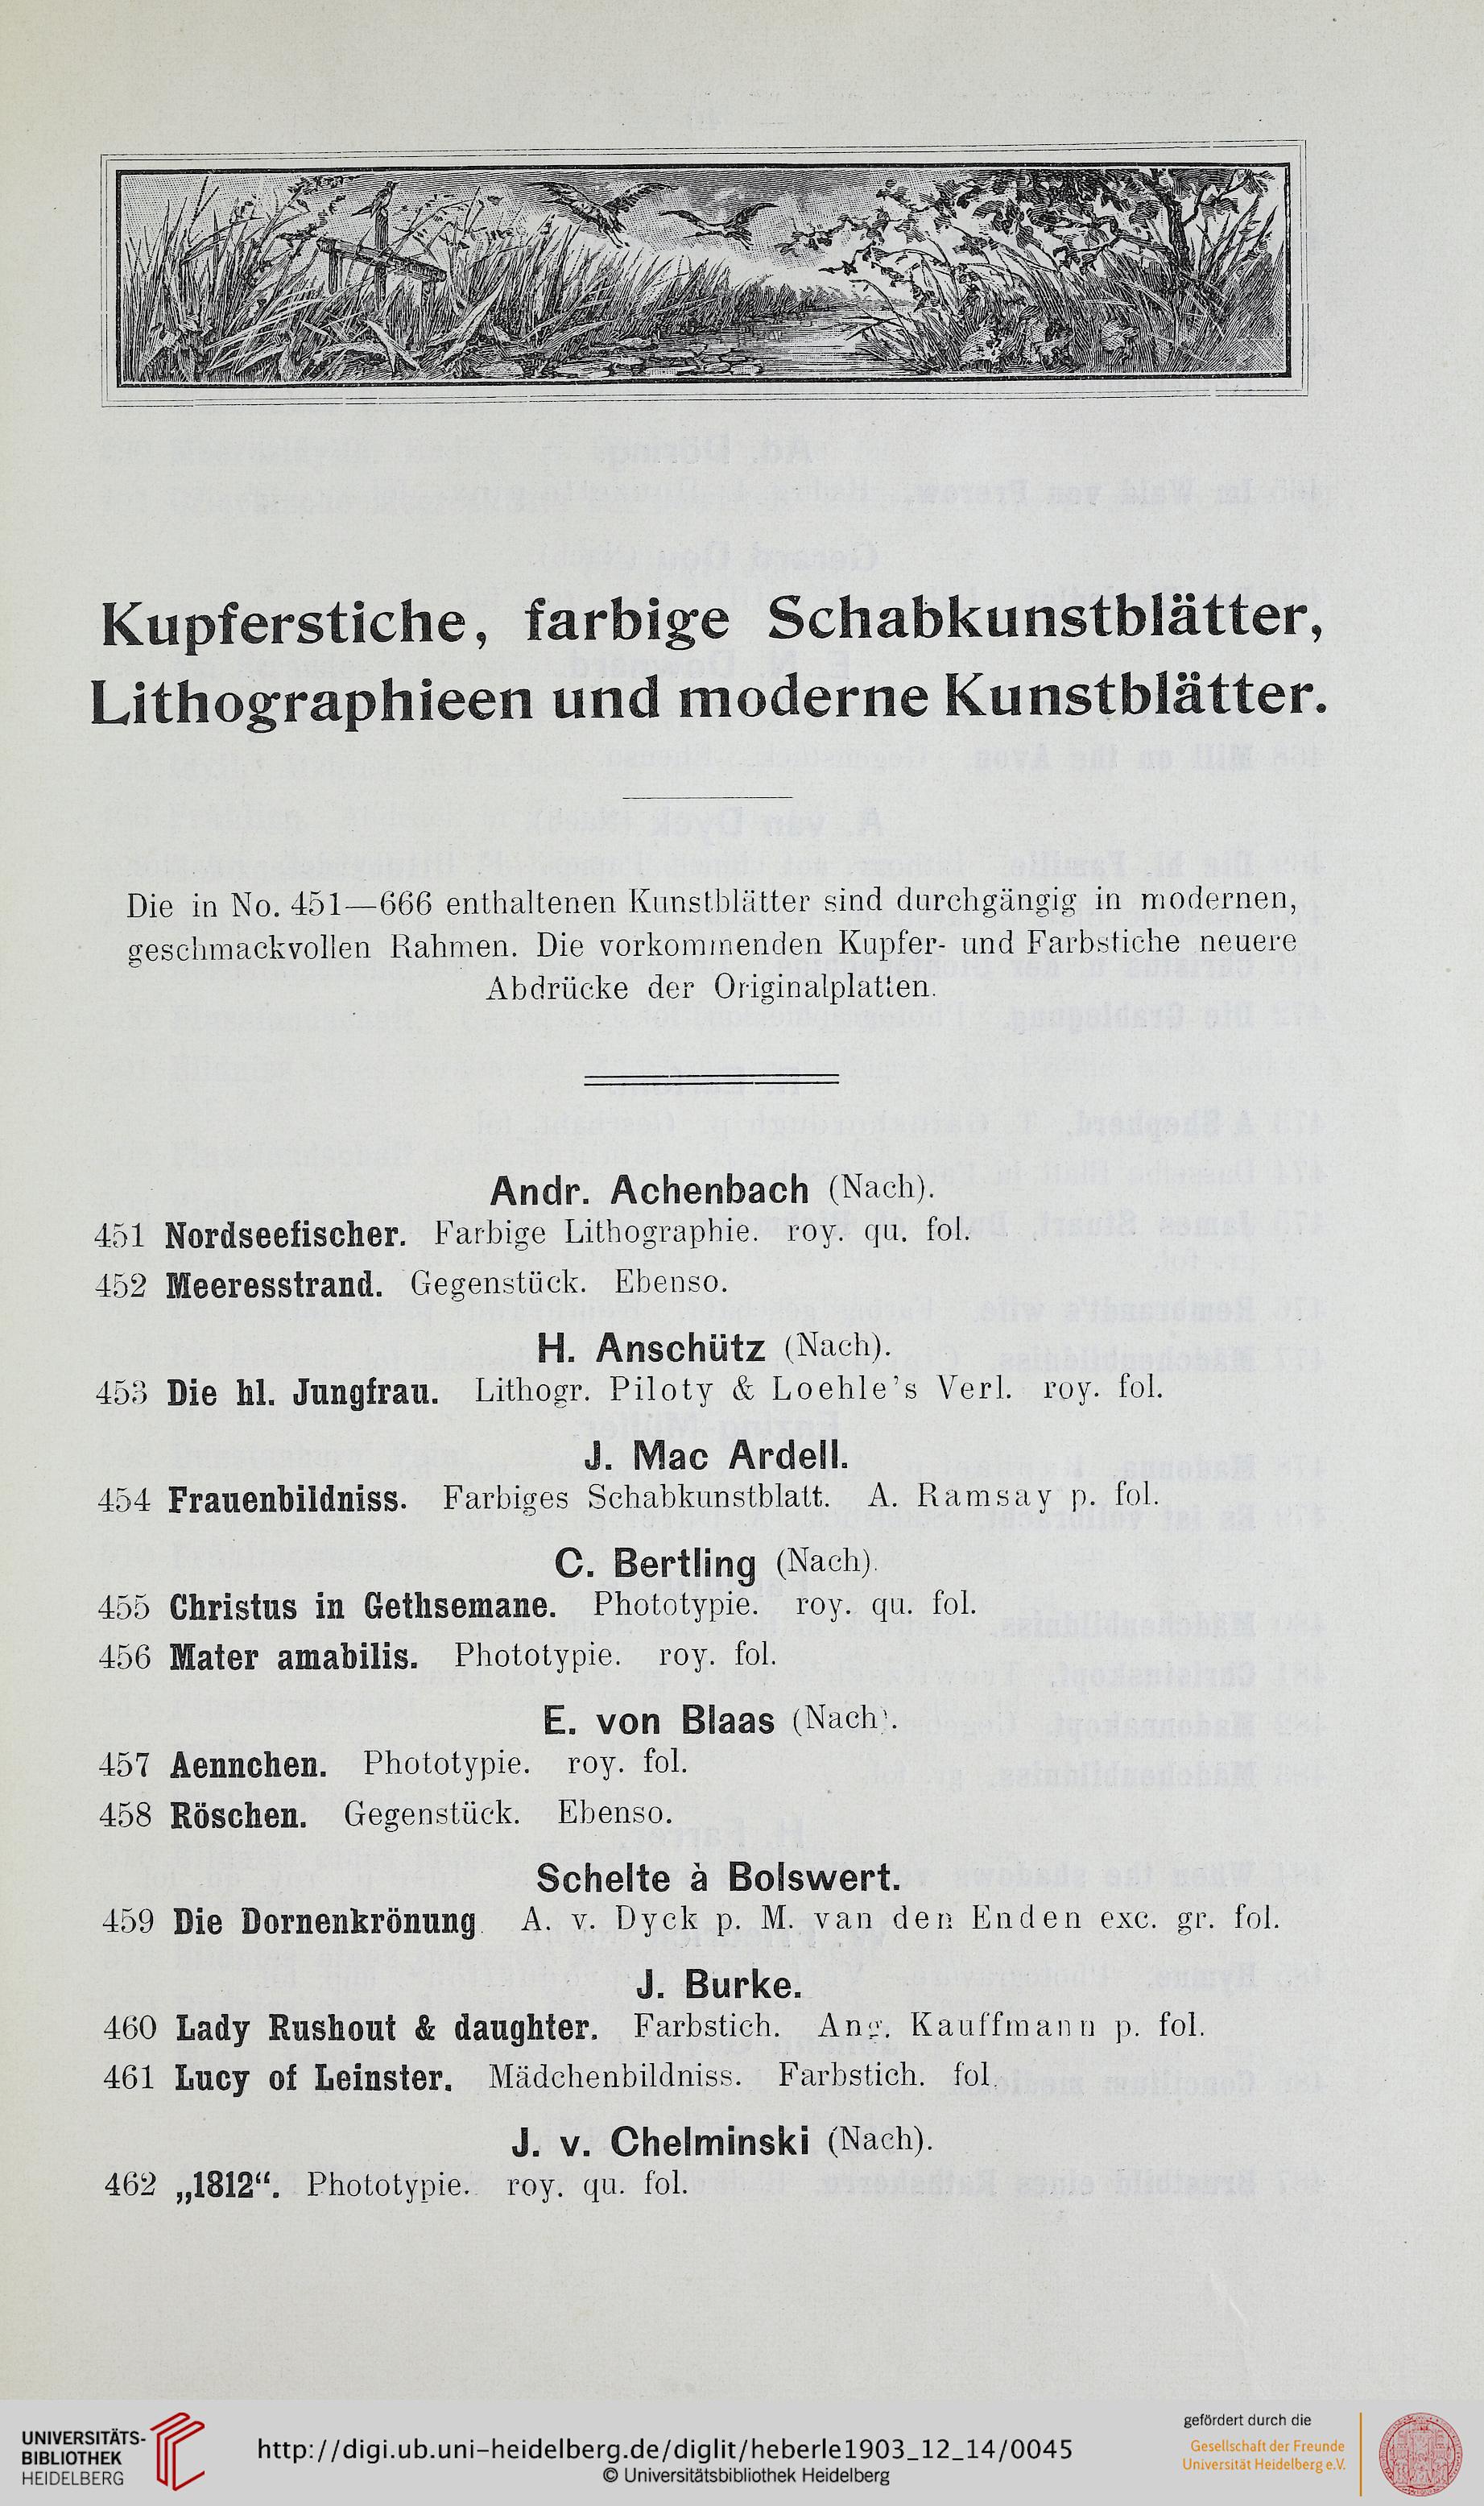 Kupferstiche, farbige Schabkunstblätter,
Lithographieen und moderne Kunstblätter.
Die in No. 451—666 enthaltenen Kunstblätter sind durchgängig in modernen,
geschmackvollen Rahmen. Die vorkommenden Kupfer- und Farbstiche neuere
Abdrücke der Originalplatten.
Andr. Achenbach (Nach).
451 Nordseefischer. Farbige Lithographie. roy. qu. fol.
452 Meeresstrand. Gegenstück. Ebenso.
H. Anschütz (Nach).
453 Die hl. Jungfrau. Lithogr. Piloty & Loehle's Verl. roy. fol.
J. Mac Ardell.
454 Frauenbildniss. Farbiges Schabkunstblatt. A. Ramsay p. fol.
C. Bertling (Nach).
455 Christus in Gethsemane. Phototypie. roy. qu. fol.
456 Mater amabilis. Phototypie. roy. fol.
E. von Blaas (Nach).
457 Aennchen. Phototypie. roy. fol.
458 Röschen. Gegenstück. Ebenso.
Schelte à Bolswert.
459 Die Dornenkrönung. A. v. Dyck p. M. van den Enden exc. gr. fol.
J. Burke.
460 Lady Rushout & daughter. Farbstich. Ang. Kauffmann p. fol.
461 Lucy of Leinster. Mädchenbildniss. Farbstich. fol.
J. v. Chelminski (Nach).
462 „1812“. Phototypie. roy. qu. fol.
UNIVERSITÄTS-
BIBLIOTHEK
HEIDELBERG
http://digi.ub.uni-heidelberg.de/diglit/heberle1903_12_14/0045
© Universitätsbibliothek Heidelberg
gefördert durch die
Gesellschaft der Freunde
Universität Heidelberg e.V.